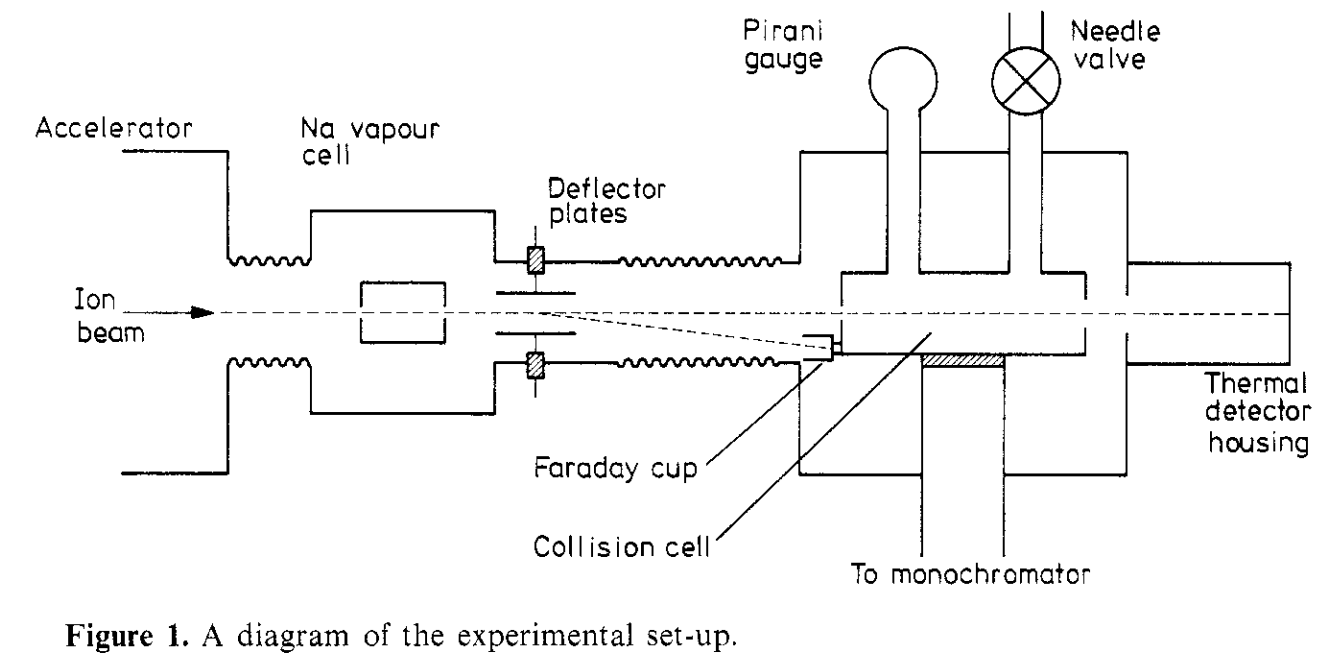 Pirani
gauge
Needle
valve
Accelerator
Na vapour
cell
Deflector
plates
Ion
beam
Thermal
detector
housing
Faraday cup
Collision cell
To monochromator
Figure 1. A diagram of the experimental set-up.